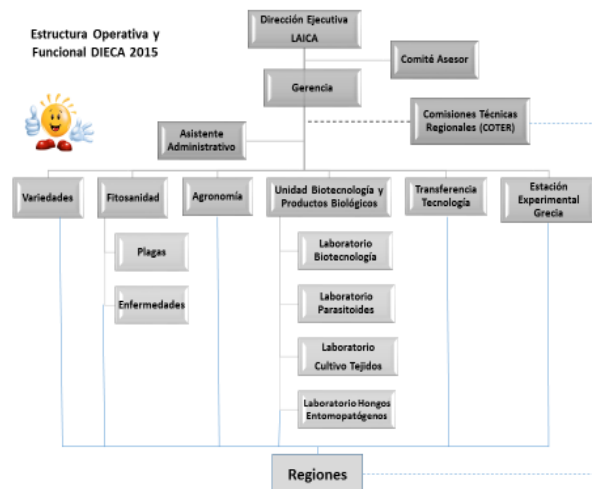 Estructura Operativa y
Funcional DIECA 2015
Dirección Ejecutiva
LAICA
Comité Asesor
Gerencia
Comisiones Técnicas
Regionales (COTER)
Asistente
Administrativo
Variedades
Fitosanidad
Agronomía
Unidad Biotecnología y
Productos Biológicos
Transferencia
Tecnología
Estación
Experimental
Grecia
Plagas
Enfermedades
Laboratorio
Biotecnología
Laboratorio
Parasitoides
Laboratorio
Cultivo Tejidos
Laboratorio Hongos
Entomopatógenos
Regiones